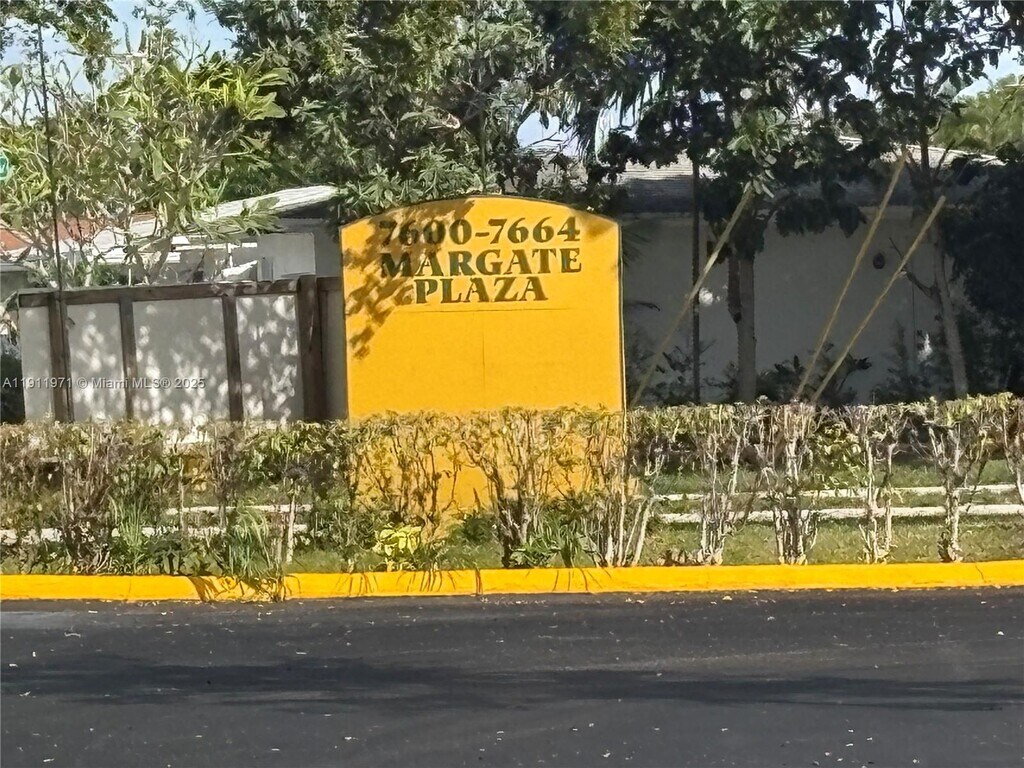 7600-7664
MARGATE
PLAZA
A11911971 © Miami MLS ® 2025